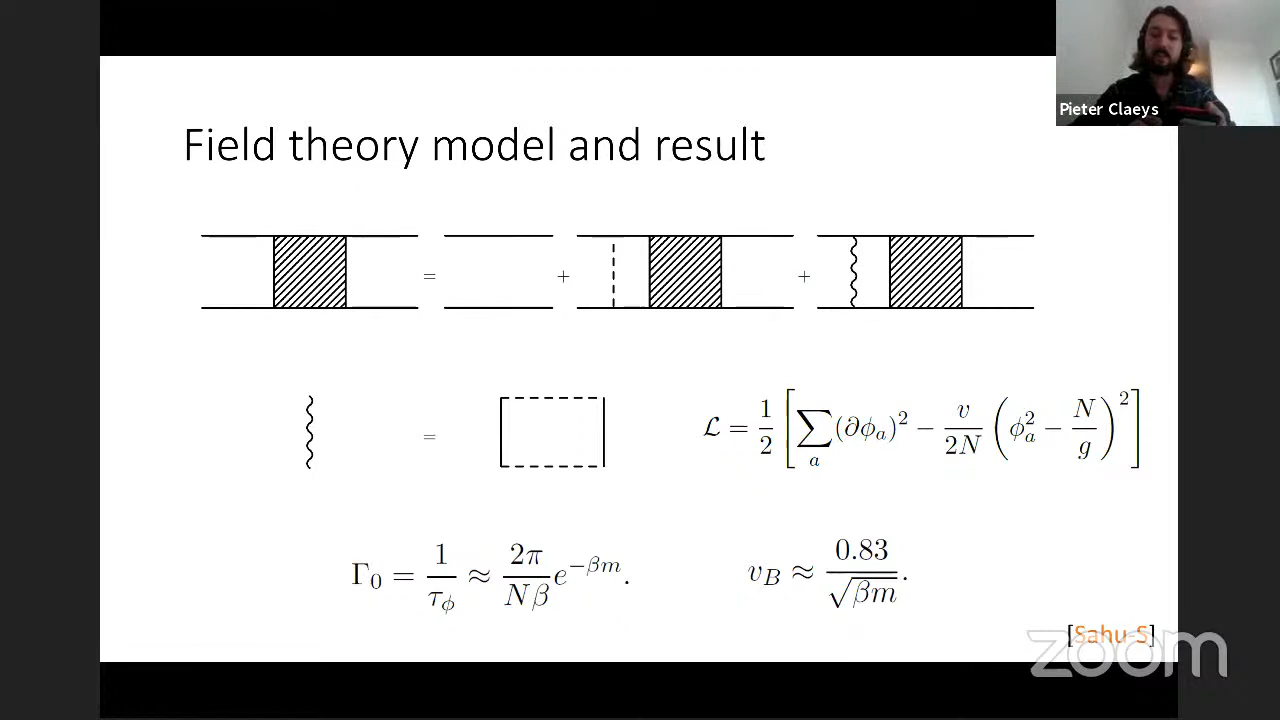 Pieter Claeys
Field theory model and result
= + +
=
ℒ = 1/2 [ ∑_a (∂ϕ_a)² − v/2N (ϕ_a² − N/g)² ]
Γ₀ = 1/τ_ϕ ≈ 2π/Nβ e^{−βm}.
v_B ≈ 0.83/√βm.
[Sahu-S]
zoom